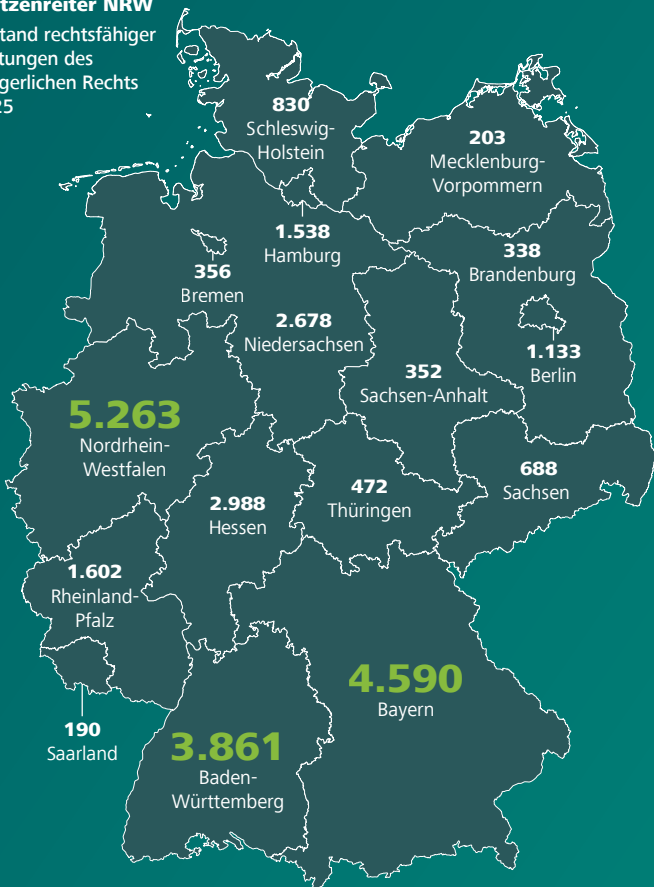 tzenreiter NRW
tand rechtsfähiger
tungen des
gerlichen Rechts
25
830
Schleswig-
Holstein
203
Mecklenburg-
Vorpommern
1.538
Hamburg
338
Brandenburg
356
Bremen
2.678
Niedersachsen
1.133
Berlin
352
Sachsen-Anhalt
5.263
Nordrhein-
Westfalen
688
Sachsen
472
Thüringen
2.988
Hessen
1.602
Rheinland-
Pfalz
4.590
Bayern
190
Saarland
3.861
Baden-
Württemberg